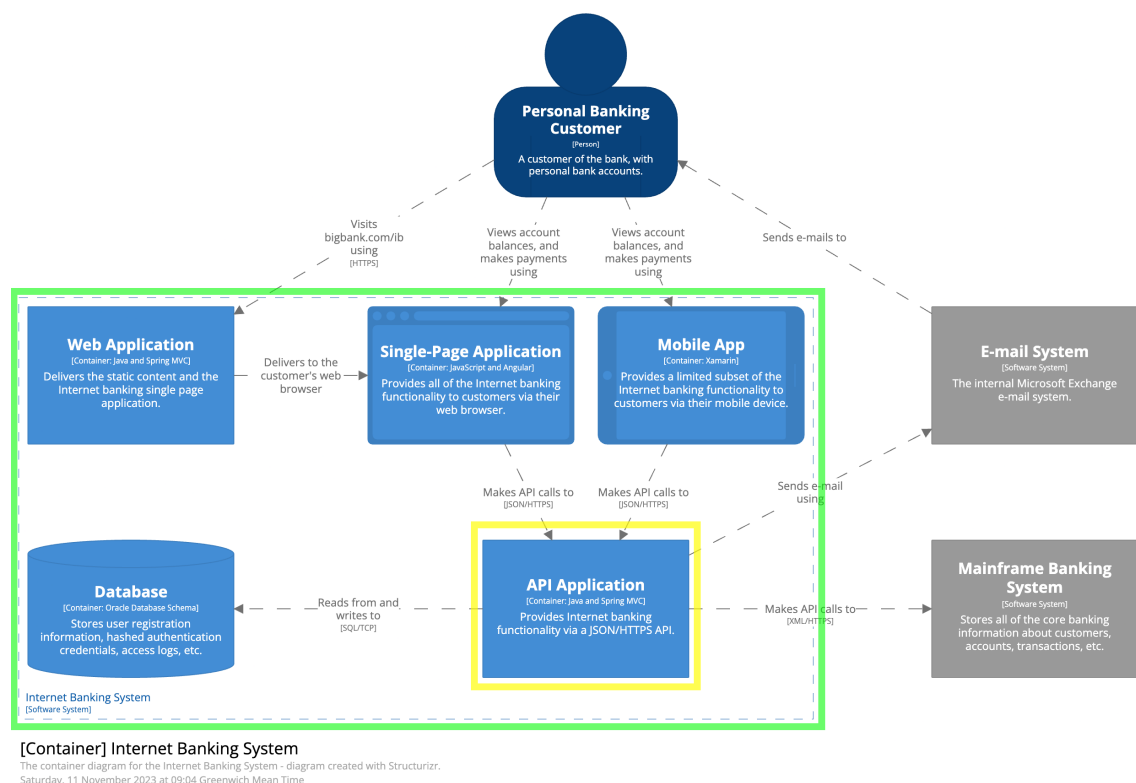 Personal Banking
Customer
[Person]
A customer of the bank, with
personal bank accounts.
Visits
bigbank.com/ib
using
[HTTPS]
Views account
balances, and
makes payments
using
Views account
balances, and
makes payments
using
Sends e-mails to
Web Application
[Container: Java and Spring MVC]
Delivers the static content and the
Internet banking single page
application.
Delivers to the
customer's web
browser
Single-Page Application
[Container: JavaScript and Angular]
Provides all of the Internet banking
functionality to customers via their
web browser.
Mobile App
[Container: Xamarin]
Provides a limited subset of the
Internet banking functionality to
customers via their mobile device.
E-mail System
[Software System]
The internal Microsoft Exchange
e-mail system.
Makes API calls to
[JSON/HTTPS]
Makes API calls to
[JSON/HTTPS]
Sends e-mail
using
Database
[Container: Oracle Database Schema]
Stores user registration
information, hashed authentication
credentials, access logs, etc.
Reads from and
writes to
[SQL/TCP]
API Application
[Container: Java and Spring MVC]
Provides Internet banking
functionality via a JSON/HTTPS API.
Makes API calls to
[XML/HTTPS]
Mainframe Banking
System
[Software System]
Stores all of the core banking
information about customers,
accounts, transactions, etc.
Internet Banking System
[Software System]
[Container] Internet Banking System
The container diagram for the Internet Banking System - diagram created with Structurizr.
Saturday, 11 November 2023 at 09:04 Greenwich Mean Time